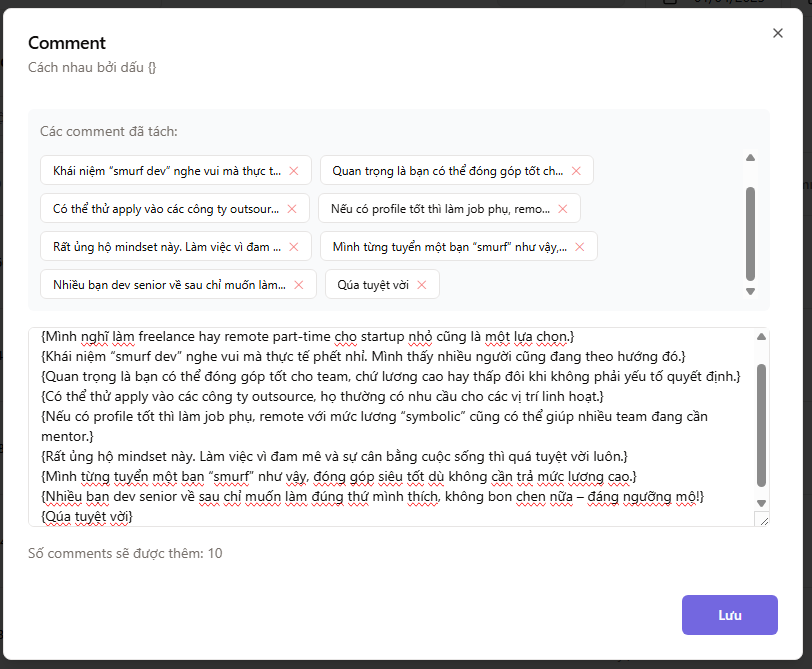 Comment
Cách nhau bởi dấu {}
Các comment đã tách:
Khái niệm “smurf dev” nghe vui mà thực t...
Quan trọng là bạn có thể đóng góp tốt ch...
Có thể thử apply vào các công ty outsour...
Nếu có profile tốt thì làm job phụ, remo...
Rất ủng hộ mindset này. Làm việc vì đam ...
Mình từng tuyển một bạn “smurf” như vậy,...
Nhiều bạn dev senior về sau chỉ muốn làm...
Qúa tuyệt vời
{Mình nghĩ làm freelance hay remote part-time cho startup nhỏ cũng là một lựa chọn.}
{Khái niệm “smurf dev” nghe vui mà thực tế phết nhỉ. Mình thấy nhiều người cũng đang theo hướng đó.}
{Quan trọng là bạn có thể đóng góp tốt cho team, chứ lương cao hay thấp đôi khi không phải yếu tố quyết định.}
{Có thể thử apply vào các công ty outsource, họ thường có nhu cầu cho các vị trí linh hoạt.}
{Nếu có profile tốt thì làm job phụ, remote với mức lương “symbolic” cũng có thể giúp nhiều team đang cần
mentor.}
{Rất ủng hộ mindset này. Làm việc vì đam mê và sự cân bằng cuộc sống thì quá tuyệt vời luôn.}
{Mình từng tuyển một bạn “smurf” như vậy, đóng góp siêu tốt dù không cần trả mức lương cao.}
{Nhiều bạn dev senior về sau chỉ muốn làm đúng thứ mình thích, không bon chen nữa – đáng ngưỡng mộ!}
{Qúa tuyệt vời}
Số comments sẽ được thêm: 10
Lưu